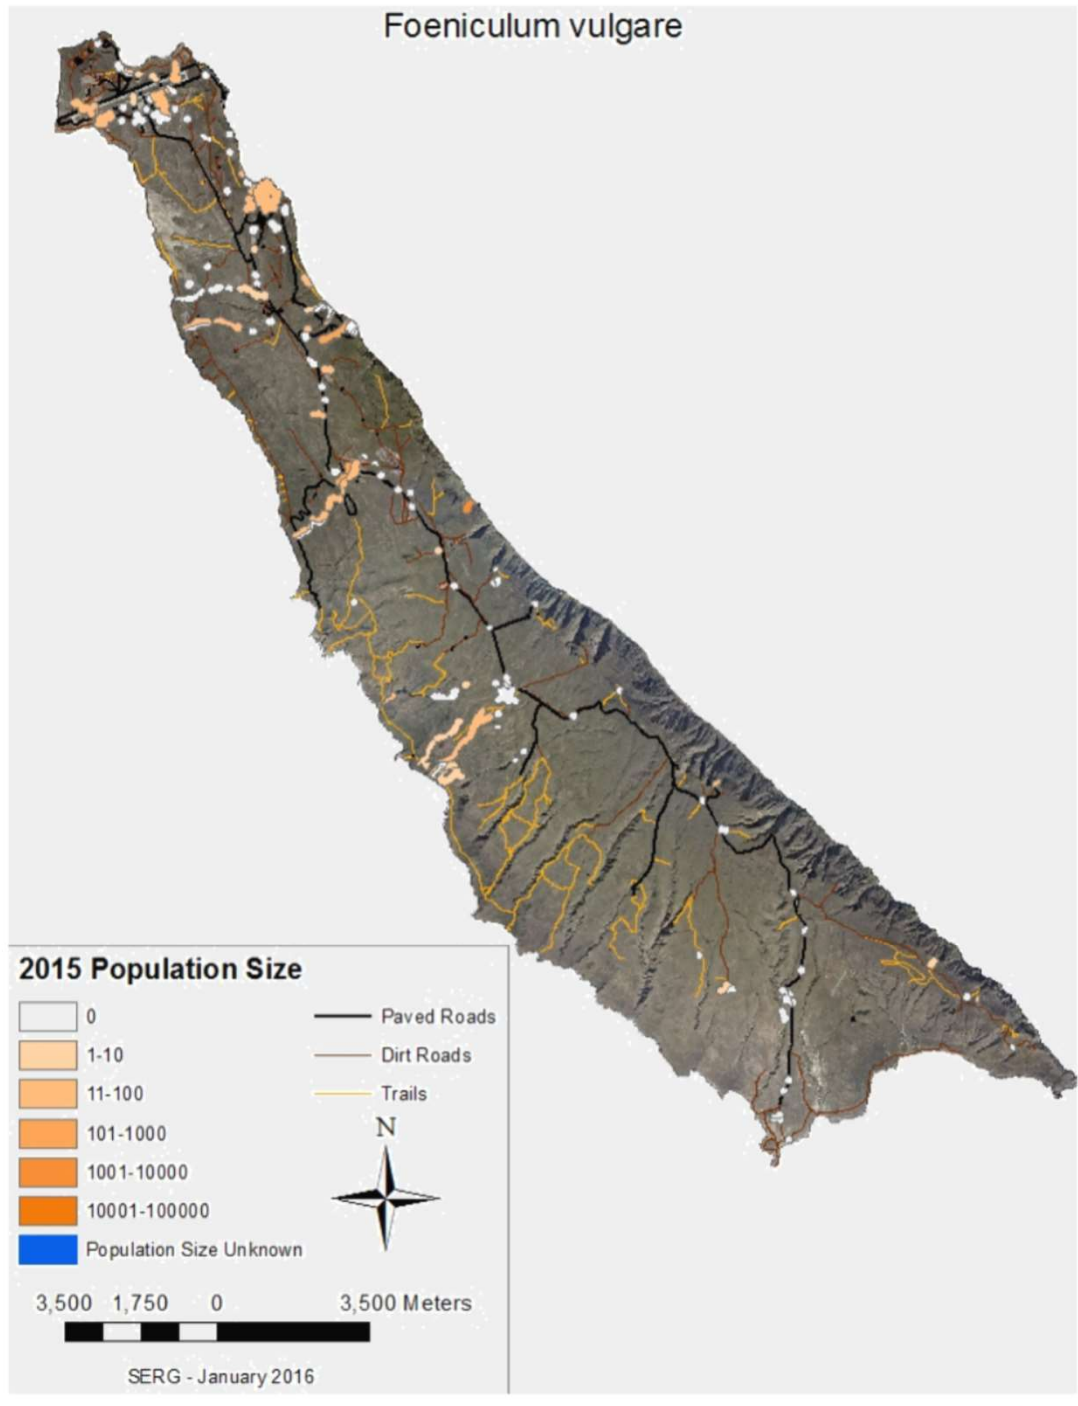 Foeniculum vulgare
2015 Population Size
0
1-10
11-100
101-1000
1001-10000
10001-100000
Population Size Unknown
Paved Roads
Dirt Roads
Trails
N
3,500 1,750 0 3,500 Meters
SERG - January 2016